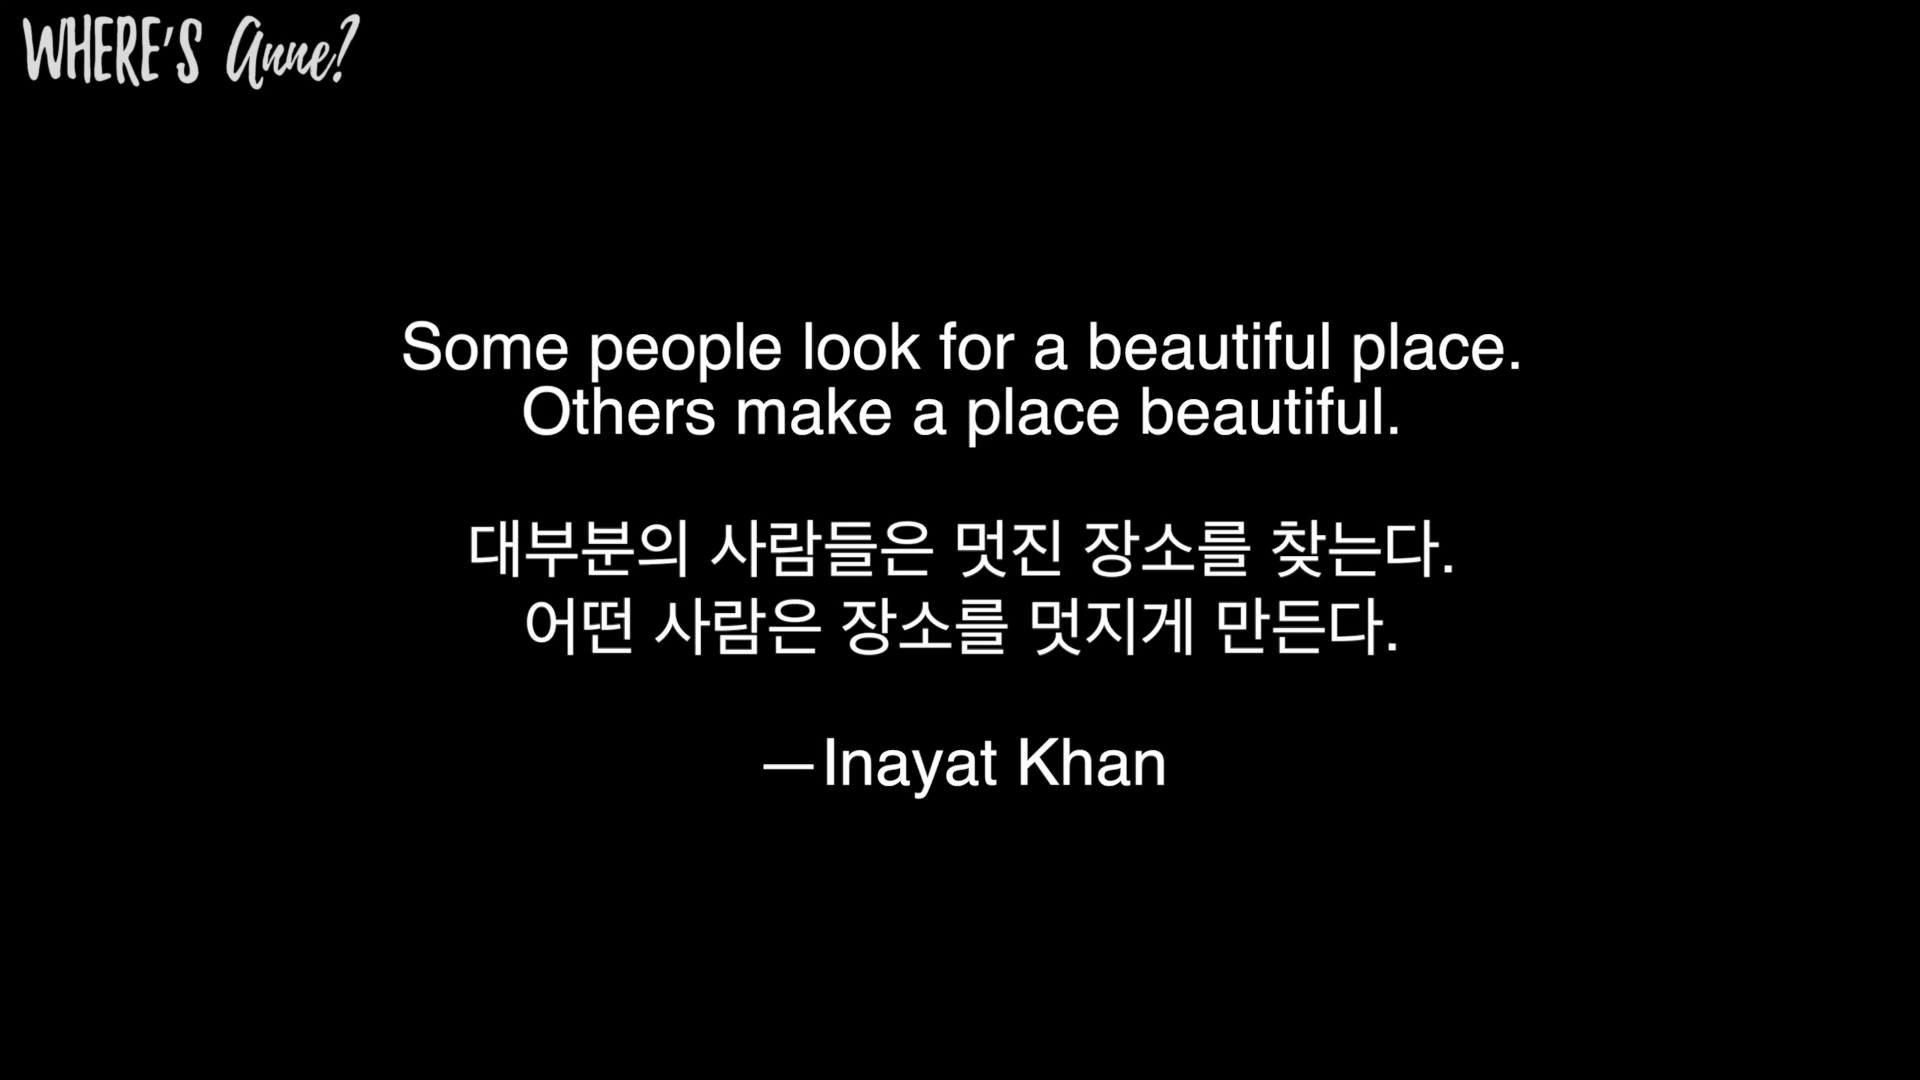 WHERE'S Anne?
Some people look for a beautiful place.
Others make a place beautiful.
대부분의 사람들은 멋진 장소를 찾는다.
어떤 사람은 장소를 멋지게 만든다.
—Inayat Khan